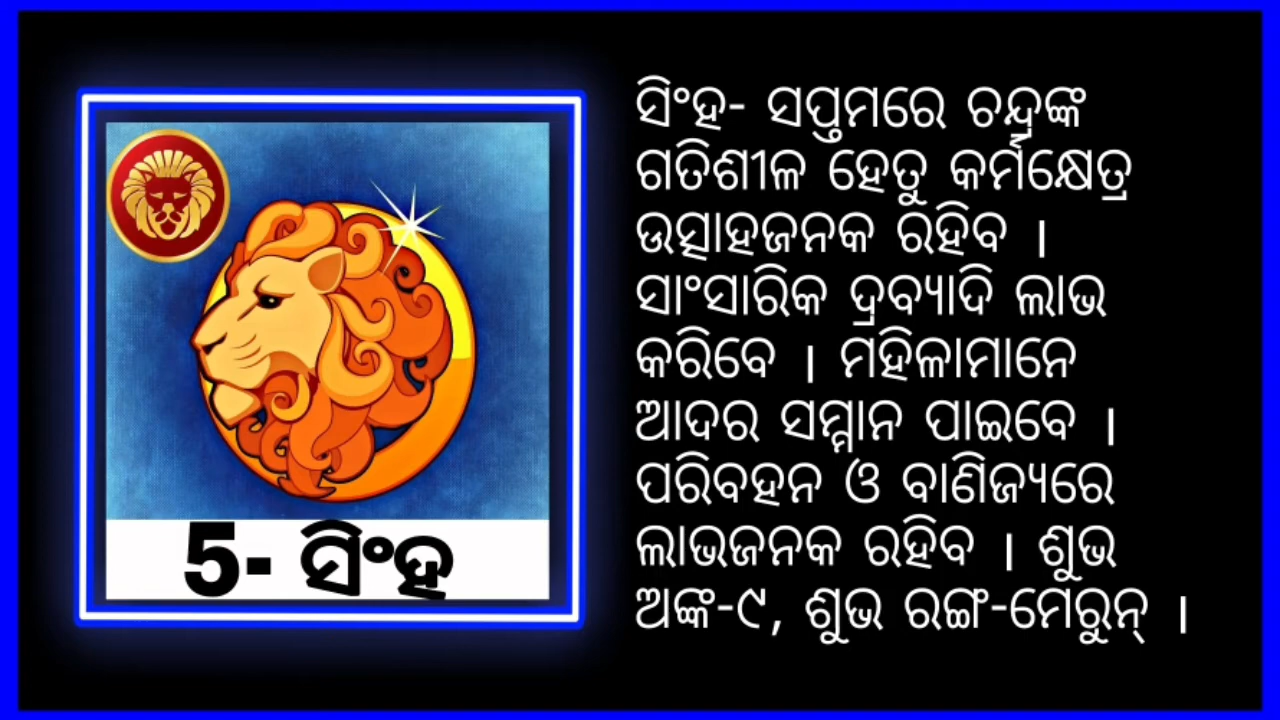 5- ସିଂହ
ସିଂହ- ସପ୍ତମରେ ଚନ୍ଦ୍ରଙ୍କ
ଗତିଶୀଳ ହେତୁ କର୍ମକ୍ଷେତ୍ର
ଉତ୍ସାହଜନକ ରହିବ ।
ସାଂସାରିକ ଦ୍ରବ୍ୟାଦି ଲାଭ
କରିବେ । ମହିଳାମାନେ
ଆଦର ସମ୍ମାନ ପାଇବେ ।
ପରିବହନ ଓ ବାଣିଜ୍ୟରେ
ଲାଭଜନକ ରହିବ । ଶୁଭ
ଅଙ୍କ-୯, ଶୁଭ ରଙ୍ଗ-ମେରୁନ୍ ।